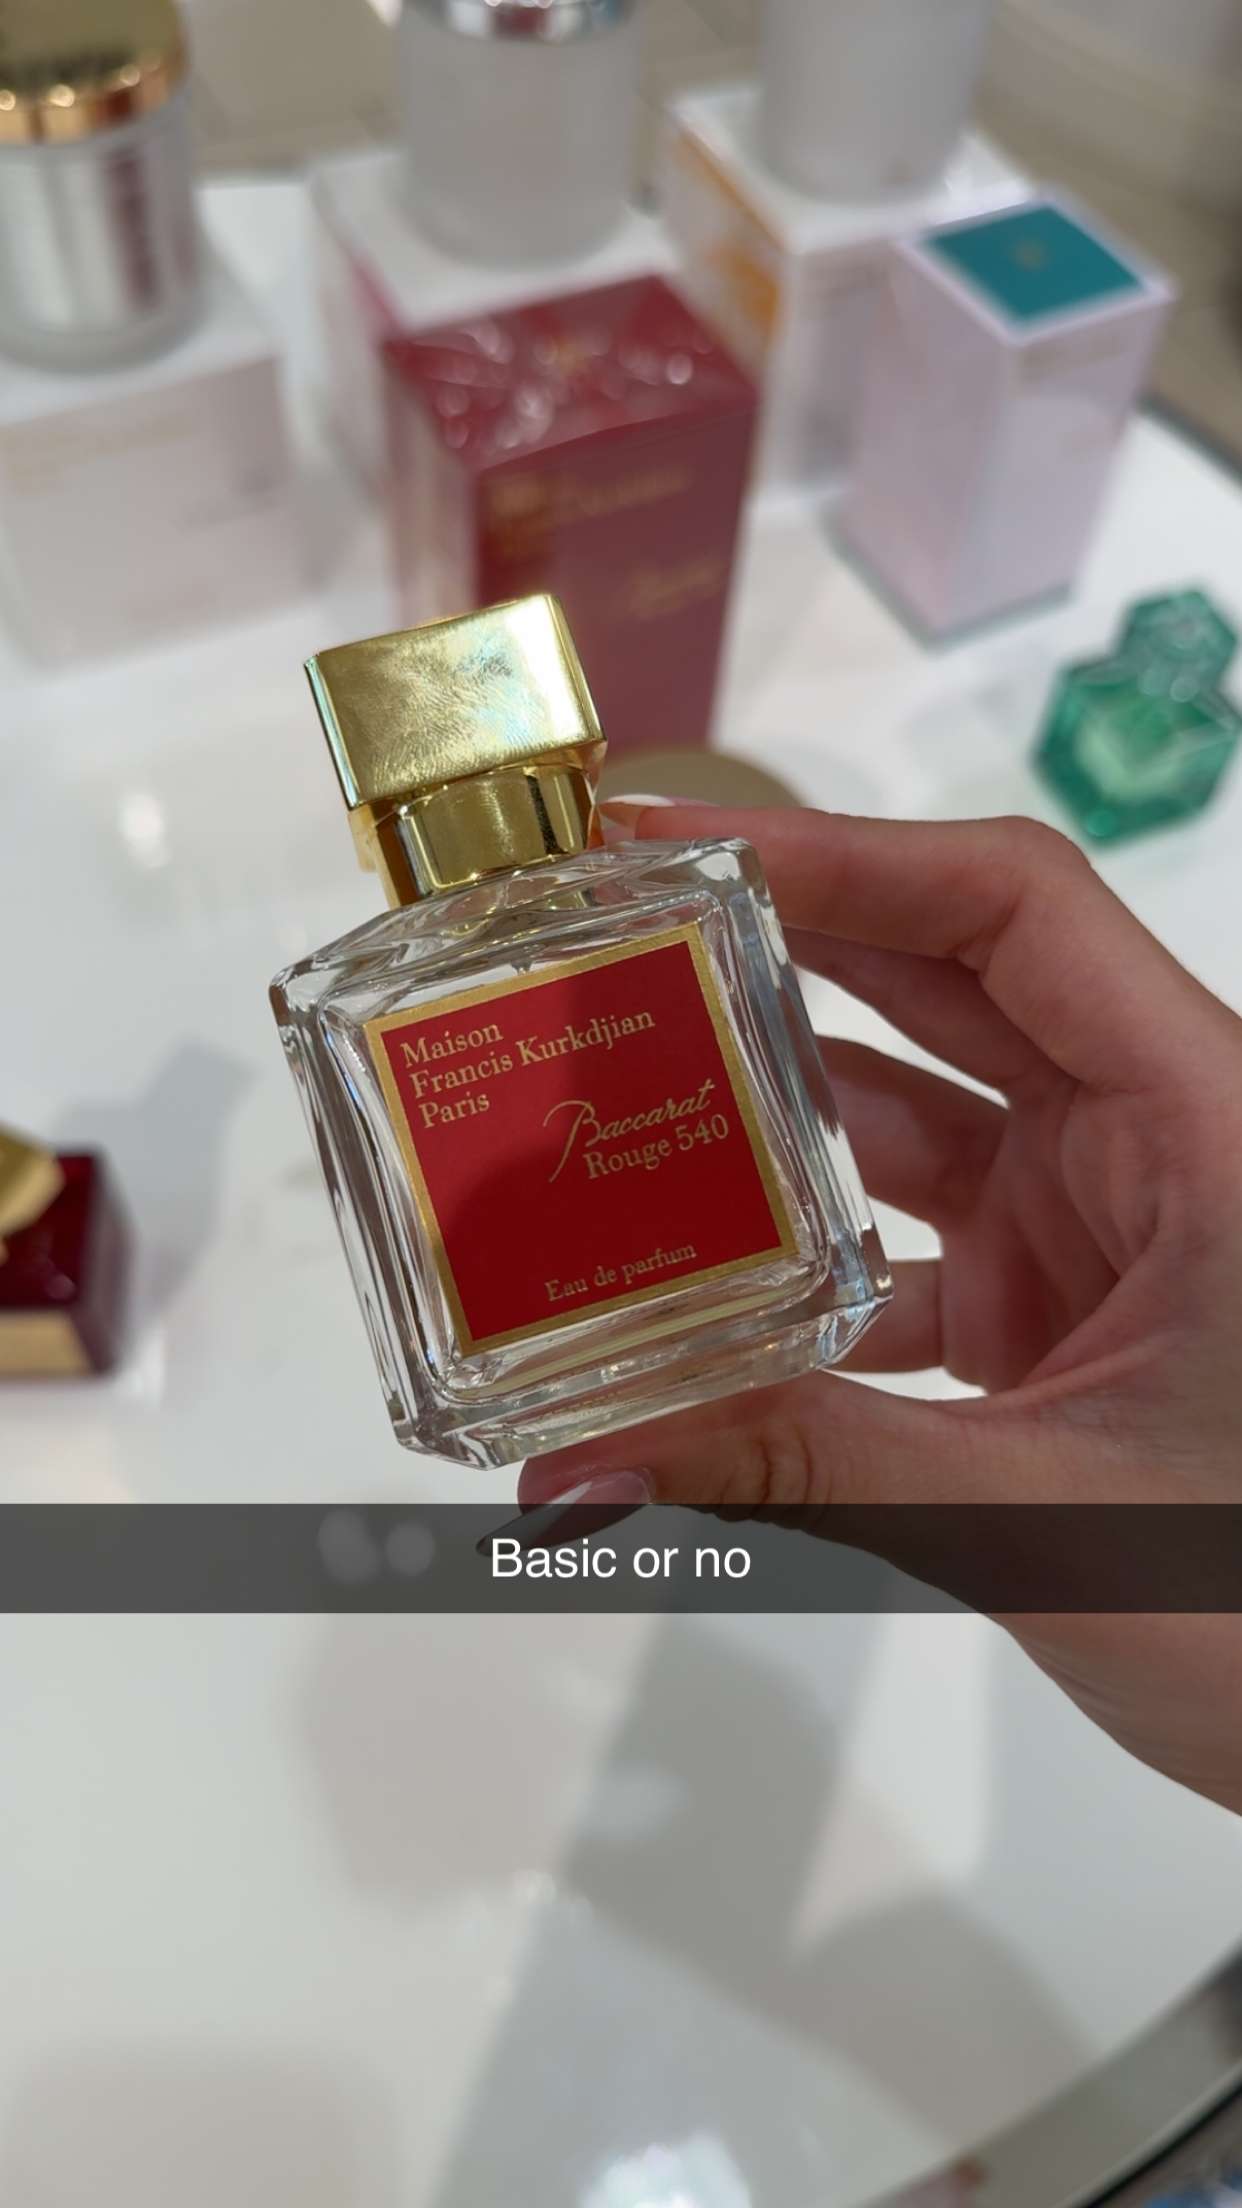 Maison
Francis Kurkdjian
Paris
Baccarat
Rouge 540
Eau de parfum
Basic or no